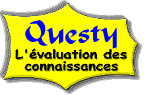 Questy
L'évaluation des
connaissances